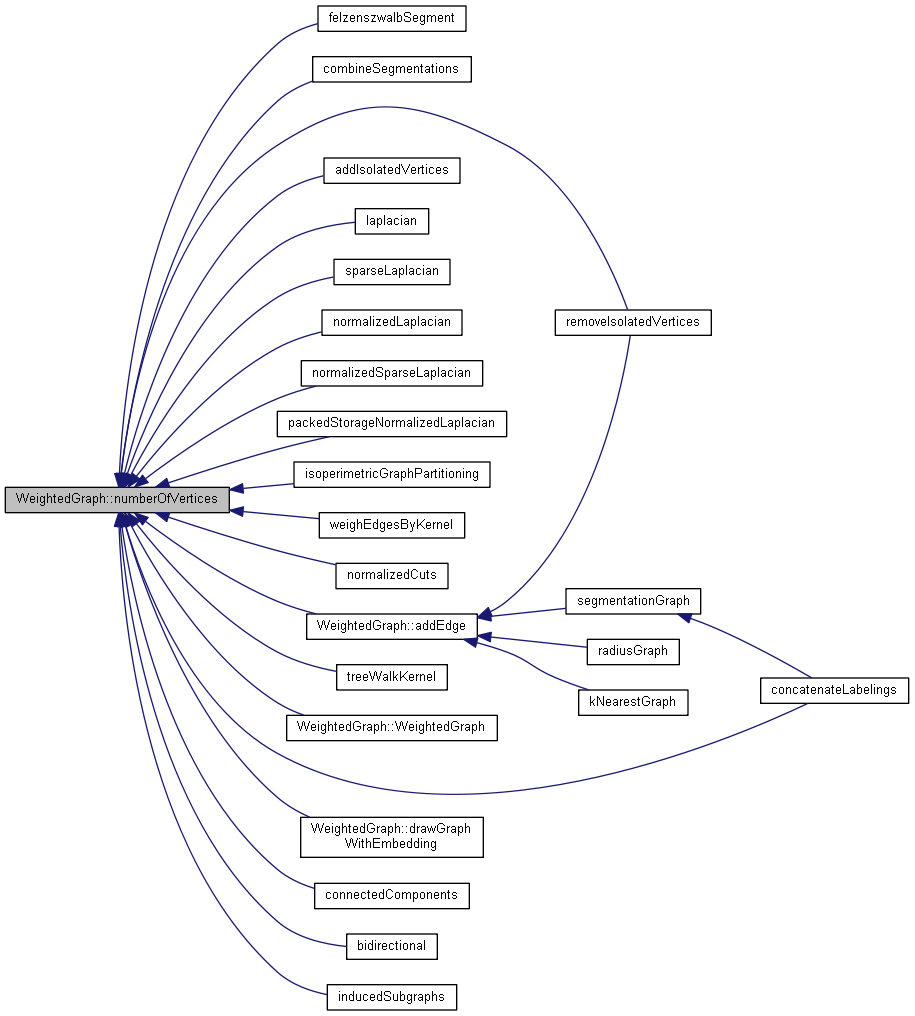 felzenszwalbSegment
combineSegmentations
addIsolatedVertices
laplacian
sparseLaplacian
normalizedLaplacian
removeIsolatedVertices
normalizedSparseLaplacian
packedStorageNormalizedLaplacian
isoperimetricGraphPartitioning
WeightedGraph::numberOfVertices
weighEdgesByKernel
normalizedCuts
segmentationGraph
WeightedGraph::addEdge
radiusGraph
treeWalkKernel
concatenateLabelings
kNearestGraph
WeightedGraph::WeightedGraph
WeightedGraph::drawGraph
WithEmbedding
connectedComponents
bidirectional
inducedSubgraphs